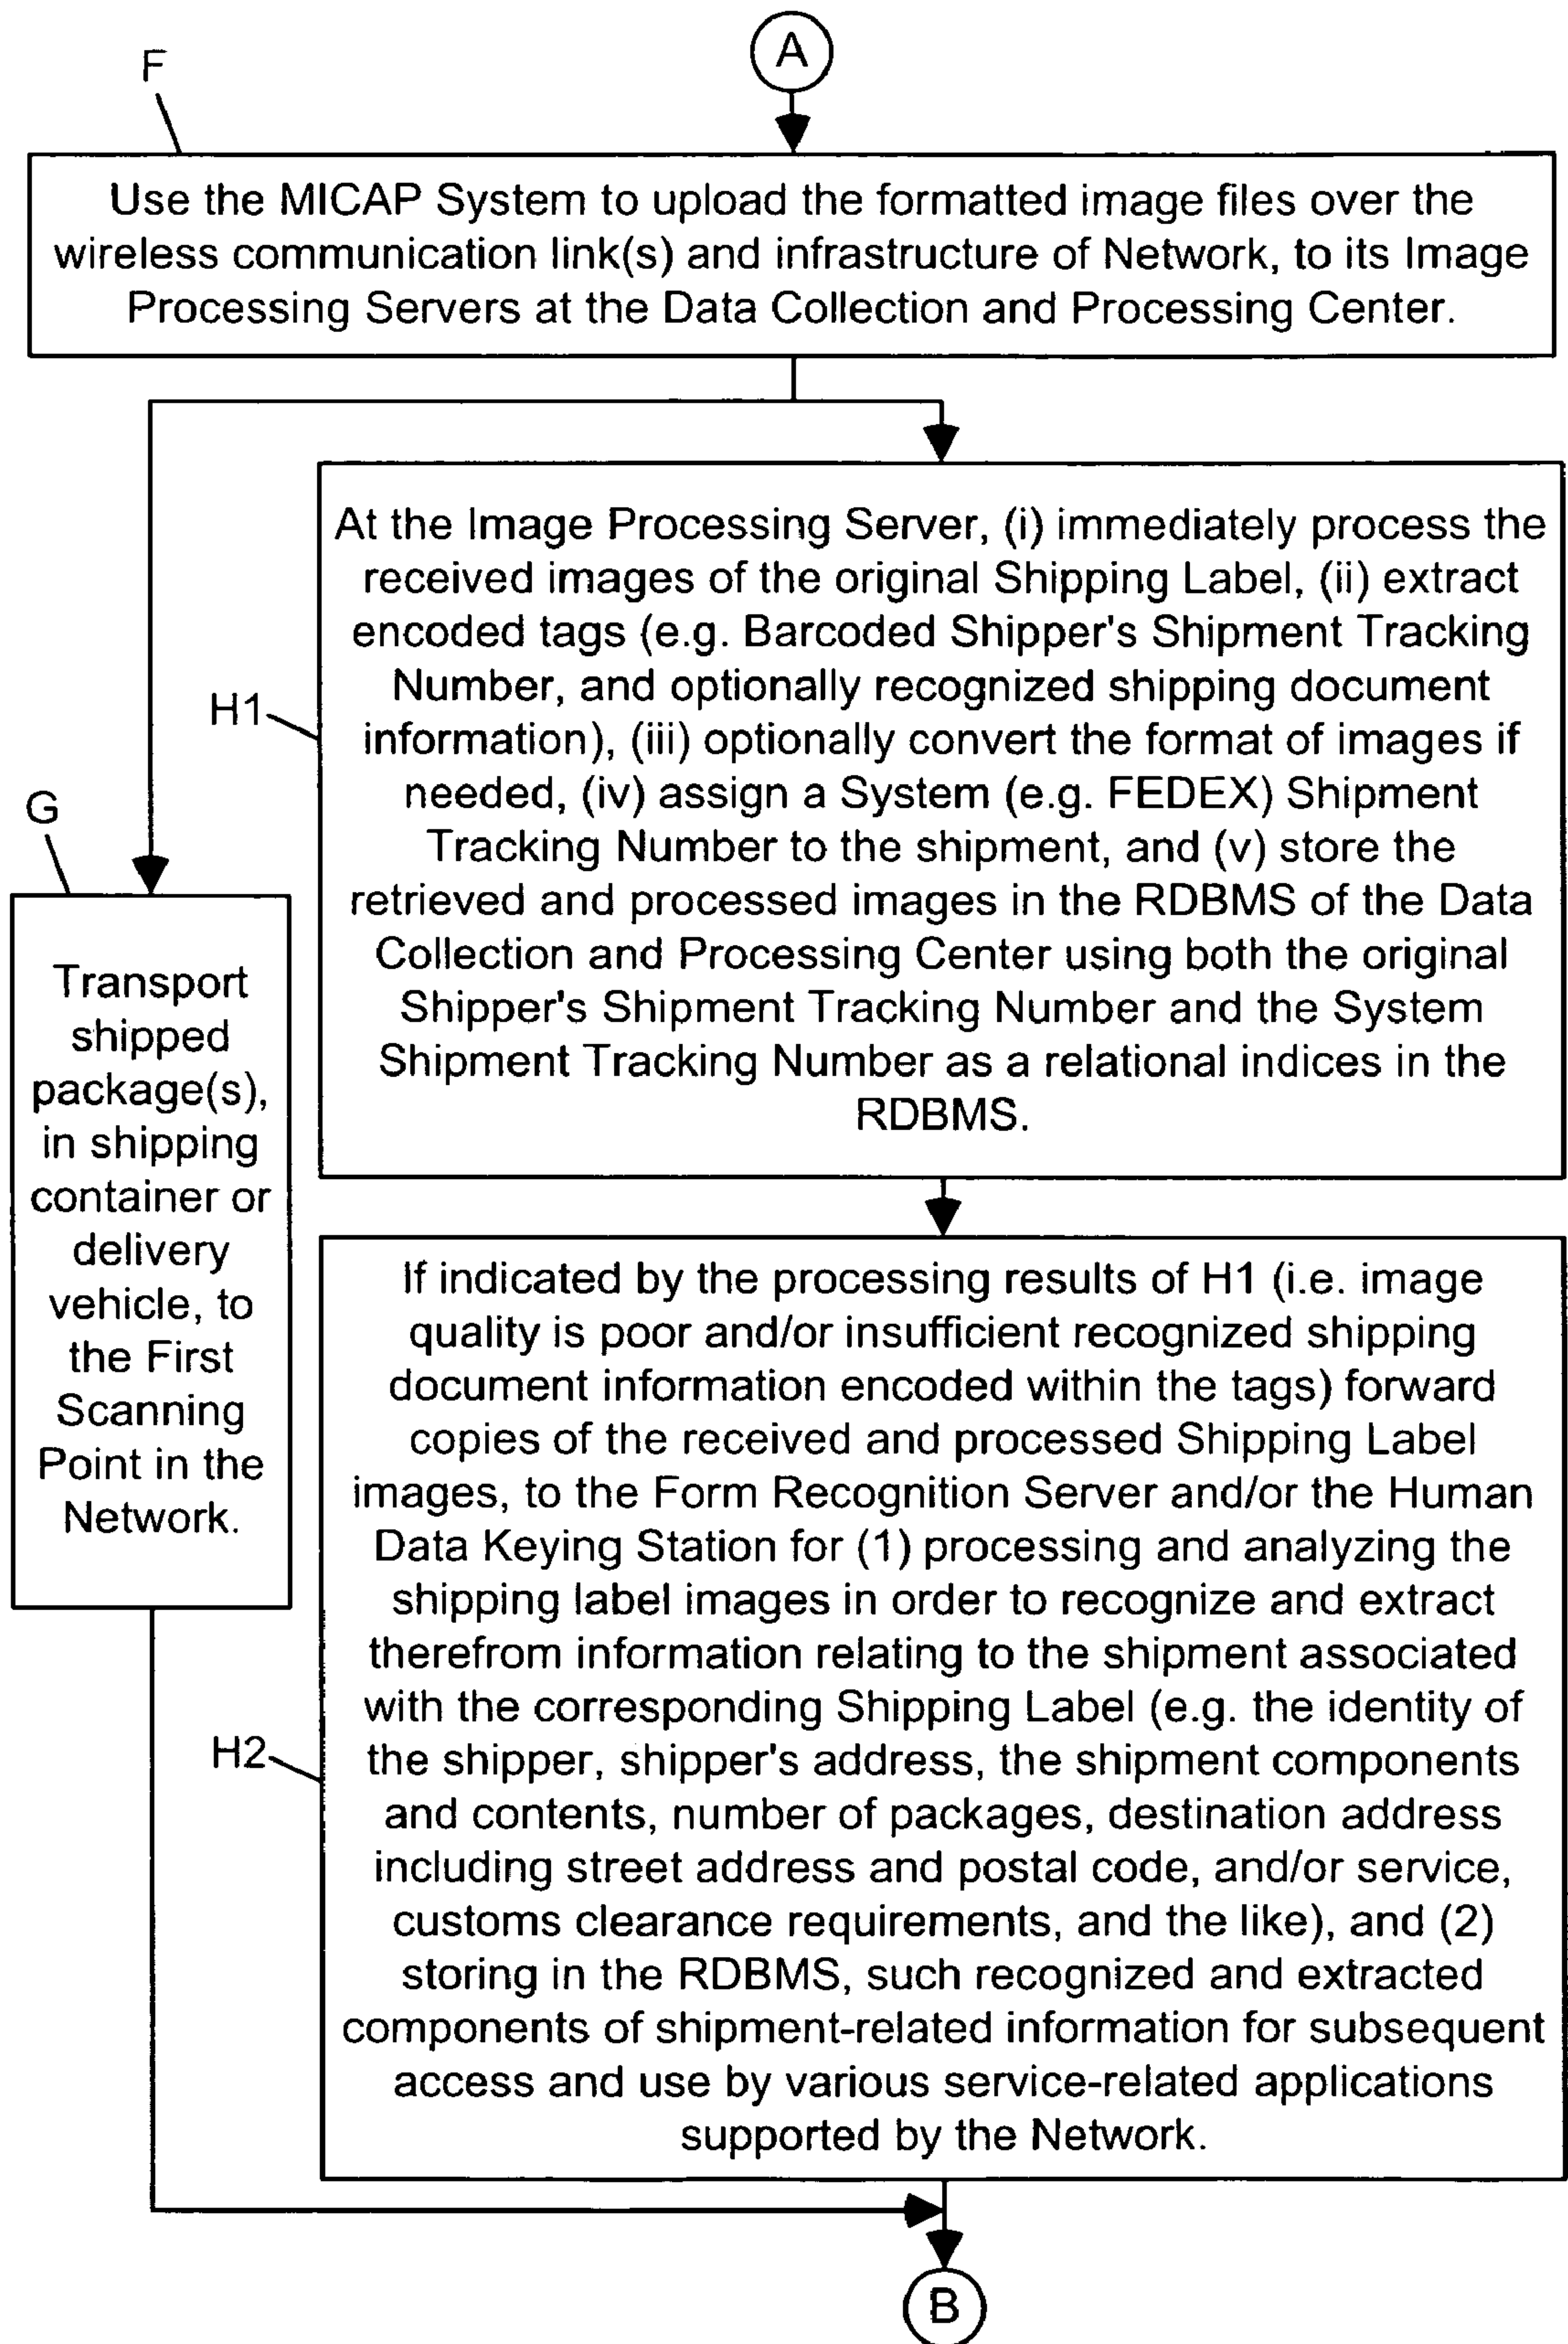 A
F
Use the MICAP System to upload the formatted image files over the
wireless communication link(s) and infrastructure of Network, to its Image
Processing Servers at the Data Collection and Processing Center.
H1
At the Image Processing Server, (i) immediately process the
received images of the original Shipping Label, (ii) extract
encoded tags (e.g. Barcoded Shipper's Shipment Tracking
Number, and optionally recognized shipping document
information), (iii) optionally convert the format of images if
needed, (iv) assign a System (e.g. FEDEX) Shipment
Tracking Number to the shipment, and (v) store the
retrieved and processed images in the RDBMS of the Data
Collection and Processing Center using both the original
Shipper's Shipment Tracking Number and the System
Shipment Tracking Number as a relational indices in the
RDBMS.
G
Transport
shipped
package(s),
in shipping
container or
delivery
vehicle, to
the First
Scanning
Point in the
Network.
H2
If indicated by the processing results of H1 (i.e. image
quality is poor and/or insufficient recognized shipping
document information encoded within the tags) forward
copies of the received and processed Shipping Label
images, to the Form Recognition Server and/or the Human
Data Keying Station for (1) processing and analyzing the
shipping label images in order to recognize and extract
therefrom information relating to the shipment associated
with the corresponding Shipping Label (e.g. the identity of
the shipper, shipper's address, the shipment components
and contents, number of packages, destination address
including street address and postal code, and/or service,
customs clearance requirements, and the like), and (2)
storing in the RDBMS, such recognized and extracted
components of shipment-related information for subsequent
access and use by various service-related applications
supported by the Network.
B